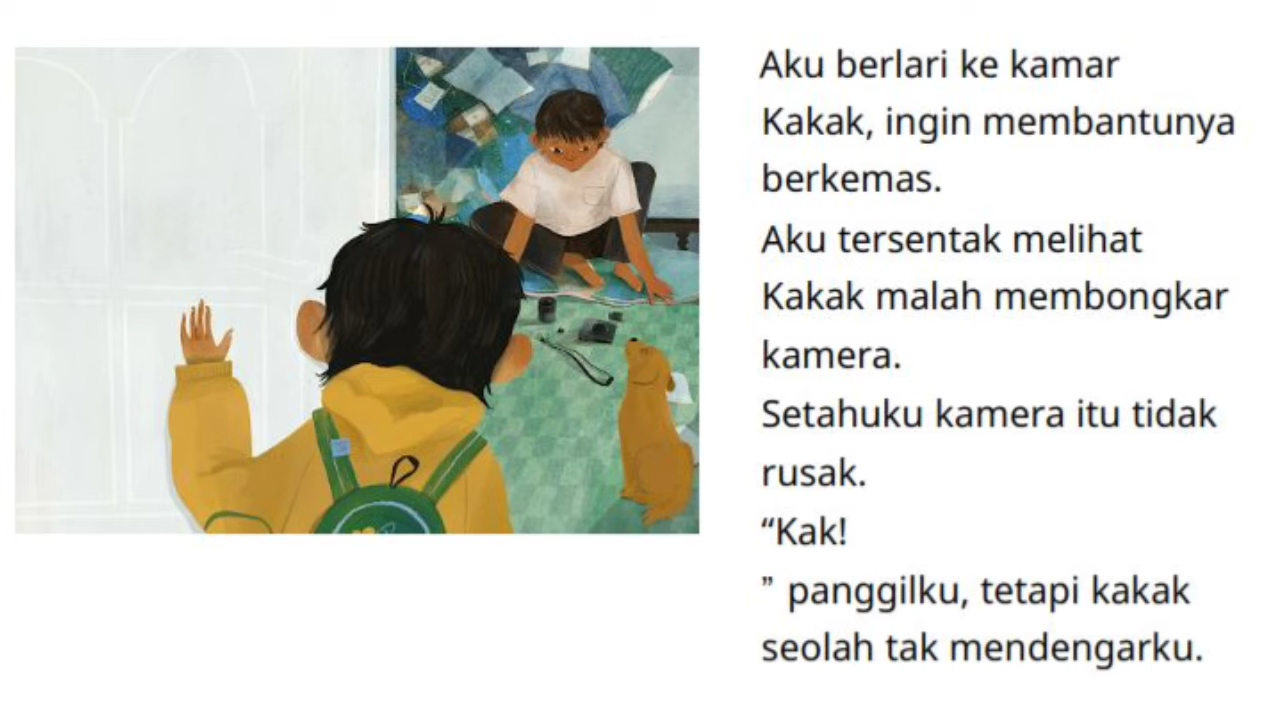 Aku berlari ke kamar
Kakak, ingin membantunya
berkemas.
Aku tersentak melihat
Kakak malah membongkar
kamera.
Setahuku kamera itu tidak
rusak.
“Kak!
” panggilku, tetapi kakak
seolah tak mendengarku.